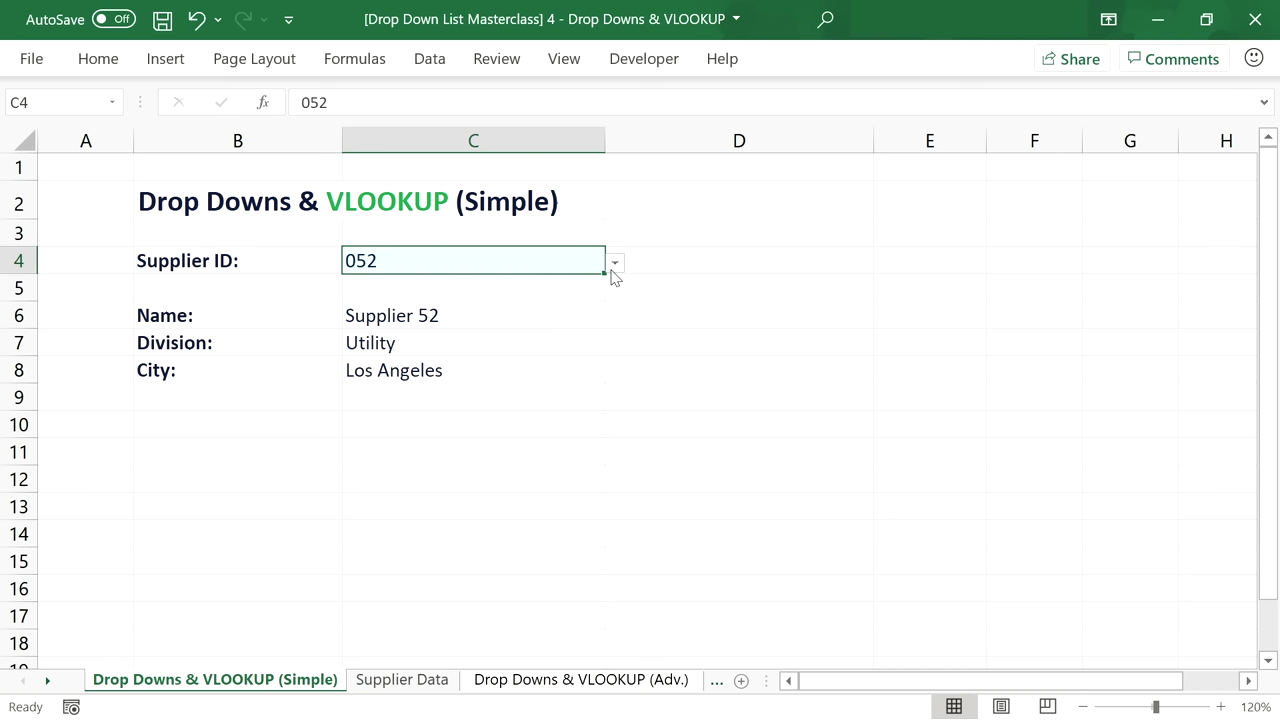 AutoSave Off [Drop Down List Masterclass] 4 - Drop Downs & VLOOKUP
File Home Insert Page Layout Formulas Data Review View Developer Help Share Comments
C4 fx 052
A B C D E F G H
1
2 Drop Downs & VLOOKUP (Simple)
3
4 Supplier ID: 052
5
6 Name: Supplier 52
7 Division: Utility
8 City: Los Angeles
9
10
11
12
13
14
15
16
17
18
19
Drop Downs & VLOOKUP (Simple) Supplier Data Drop Downs & VLOOKUP (Adv.) ...
Ready 120%